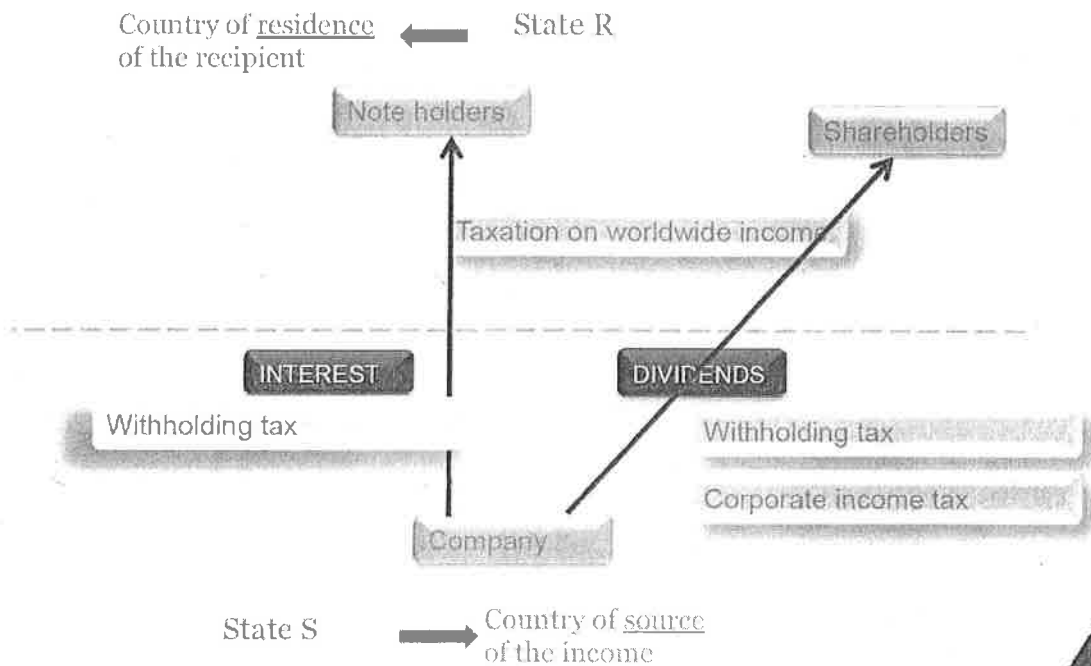 Country of residence
of the recipient
State R
Note holders
Shareholders
Taxation on worldwide income
INTEREST
DIVIDENDS
Withholding tax
Withholding tax
Corporate income tax
Company
State S
Country of source
of the income